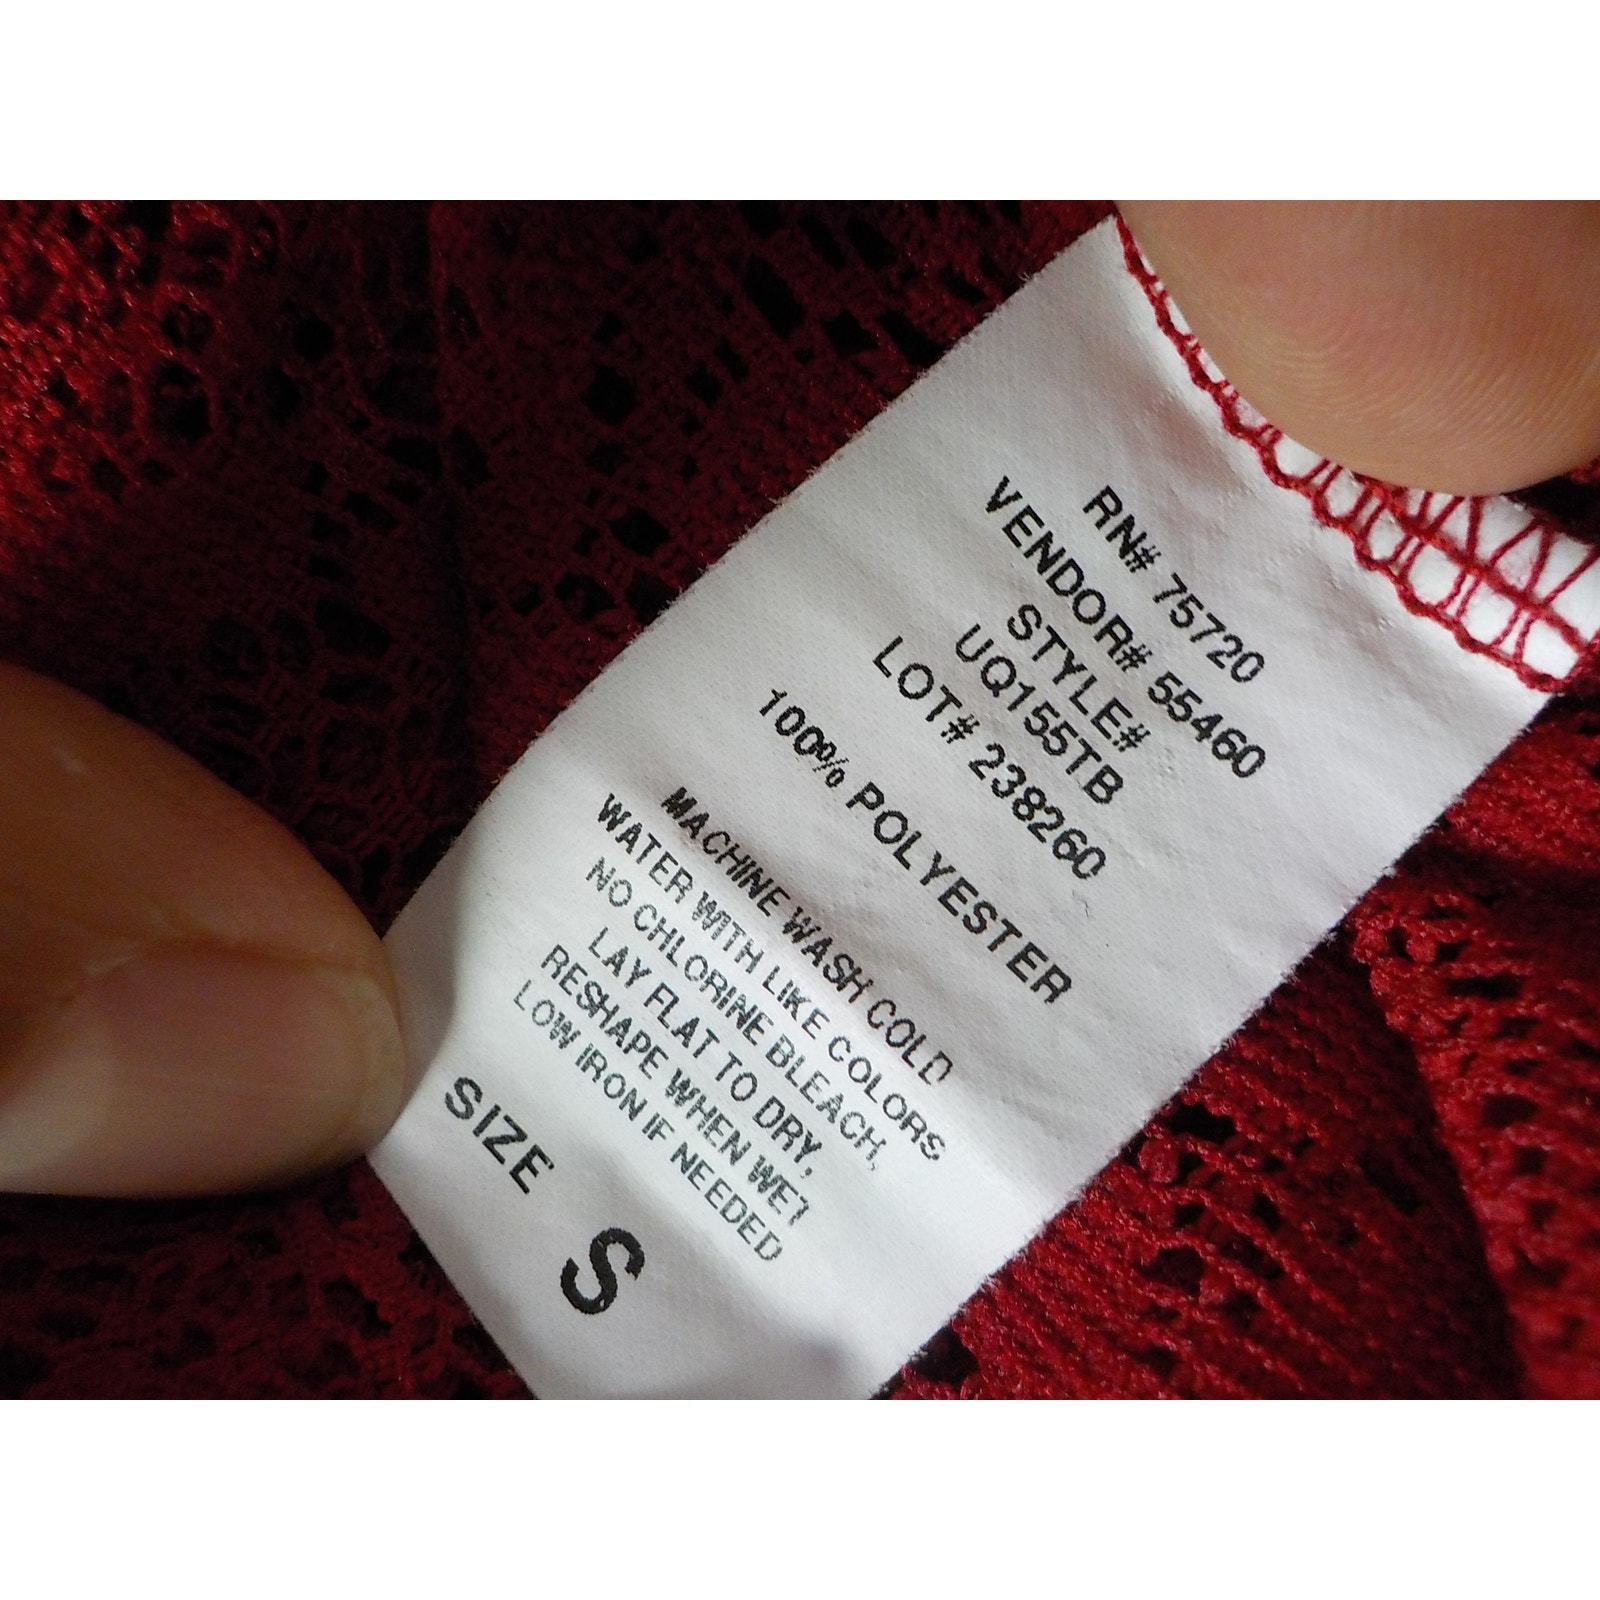 RN# 75720
VENDOR# 55460
STYLE#
UQ155TB
LOT# 238260
100% POLYESTER
MACHINE WASH COLD
WATER WITH LIKE COLORS
NO CHLORINE BLEACH,
LAY FLAT TO DRY,
RESHAPE WHEN WET
LOW IRON IF NEEDED
SIZE
S